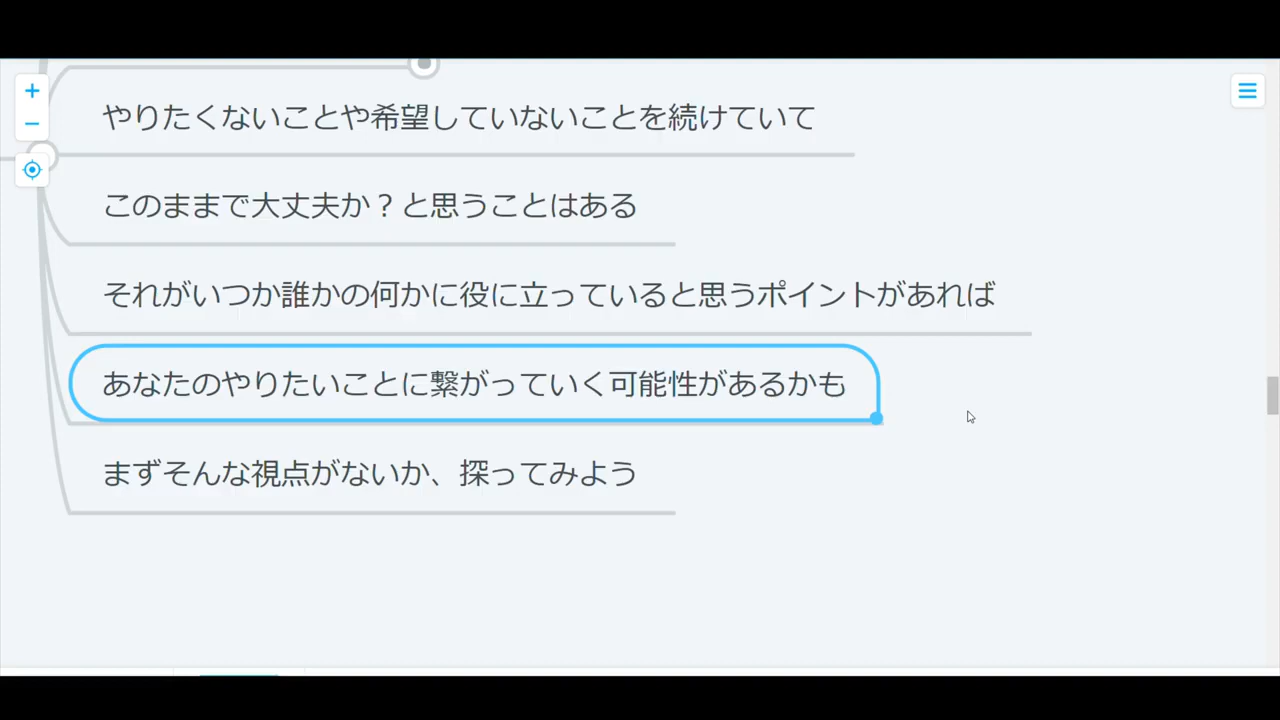 やりたくないことや希望していないことを続けていて
このままで大丈夫か？と思うことはある
それがいつか誰かの何かに役に立っていると思うポイントがあれば
あなたのやりたいことに繋がっていく可能性があるかも
まずそんな視点がないか、探ってみよう